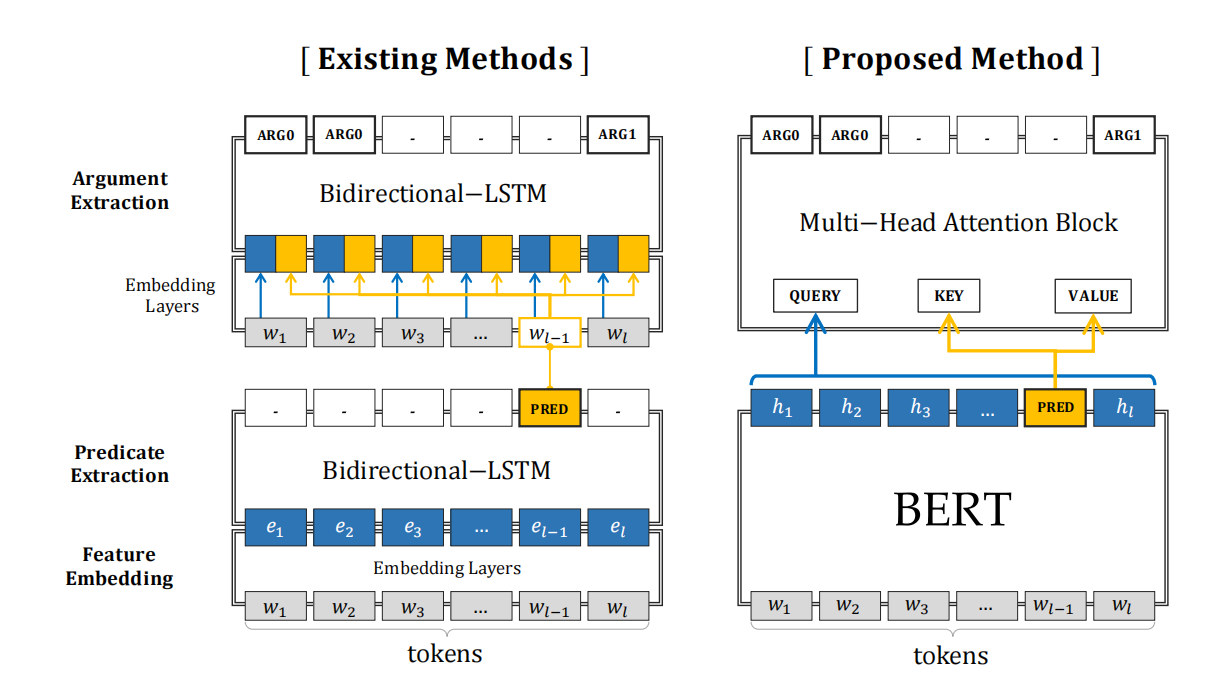 [ Existing Methods ]
[ Proposed Method ]
ARG0 ARG0 - - - ARG1
Argument
Extraction
Bidirectional−LSTM
Embedding
Layers
w1 w2 w3 ... wl−1 wl
- - - - PRED -
Predicate
Extraction
Bidirectional−LSTM
e1 e2 e3 ... el−1 el
Feature
Embedding
Embedding Layers
w1 w2 w3 ... wl−1 wl
tokens
ARG0 ARG0 - - - ARG1
Multi−Head Attention Block
QUERY KEY VALUE
h1 h2 h3 ... PRED hl
BERT
w1 w2 w3 ... wl−1 wl
tokens